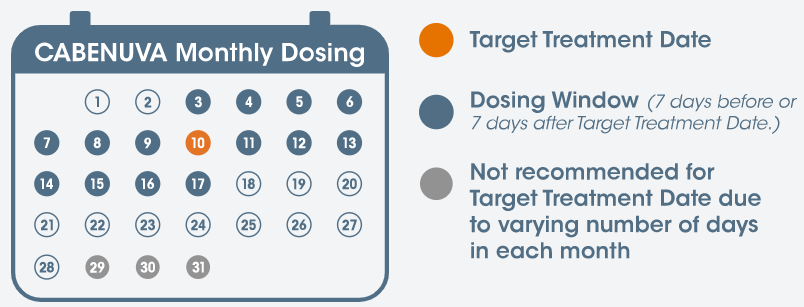 CABENUVA Monthly Dosing
1 2 3 4 5 6
7 8 9 10 11 12 13
14 15 16 17 18 19 20
21 22 23 24 25 26 27
28 29 30 31
Target Treatment Date
Dosing Window (7 days before or
7 days after Target Treatment Date.)
Not recommended for
Target Treatment Date due
to varying number of days
in each month